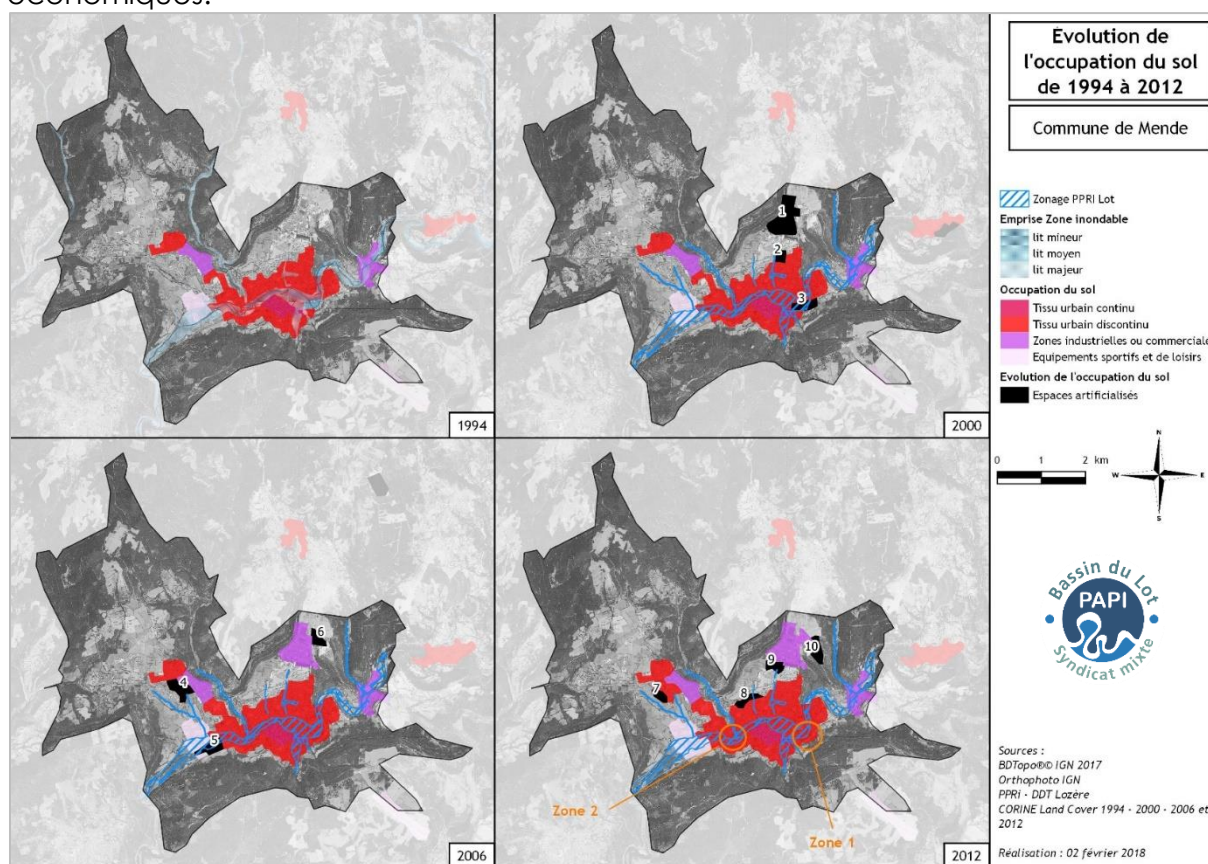 économiques.
Évolution de
l'occupation du sol
de 1994 à 2012
Commune de Mende
Zonage PPRI Lot
Emprise Zone inondable
lit mineur
lit moyen
lit majeur
Occupation du sol
Tissu urbain continu
Tissu urbain discontinu
Zones industrielles ou commerciale
Equipements sportifs et de loisirs
Evolution de l'occupation du sol
Espaces artificialisés
0 1 2 km
N
W E
S
Bassin du Lot
PAPI
Syndicat mixte
Sources :
BDTopo®© IGN 2017
Orthophoto IGN
PPRi - DDT Lozère
CORINE Land Cover 1994 - 2000 - 2006 et
2012
Réalisation : 02 février 2018
1994
1
2
3
2000
6
4
5
2006
10
9
7
8
Zone 2
Zone 1
2012